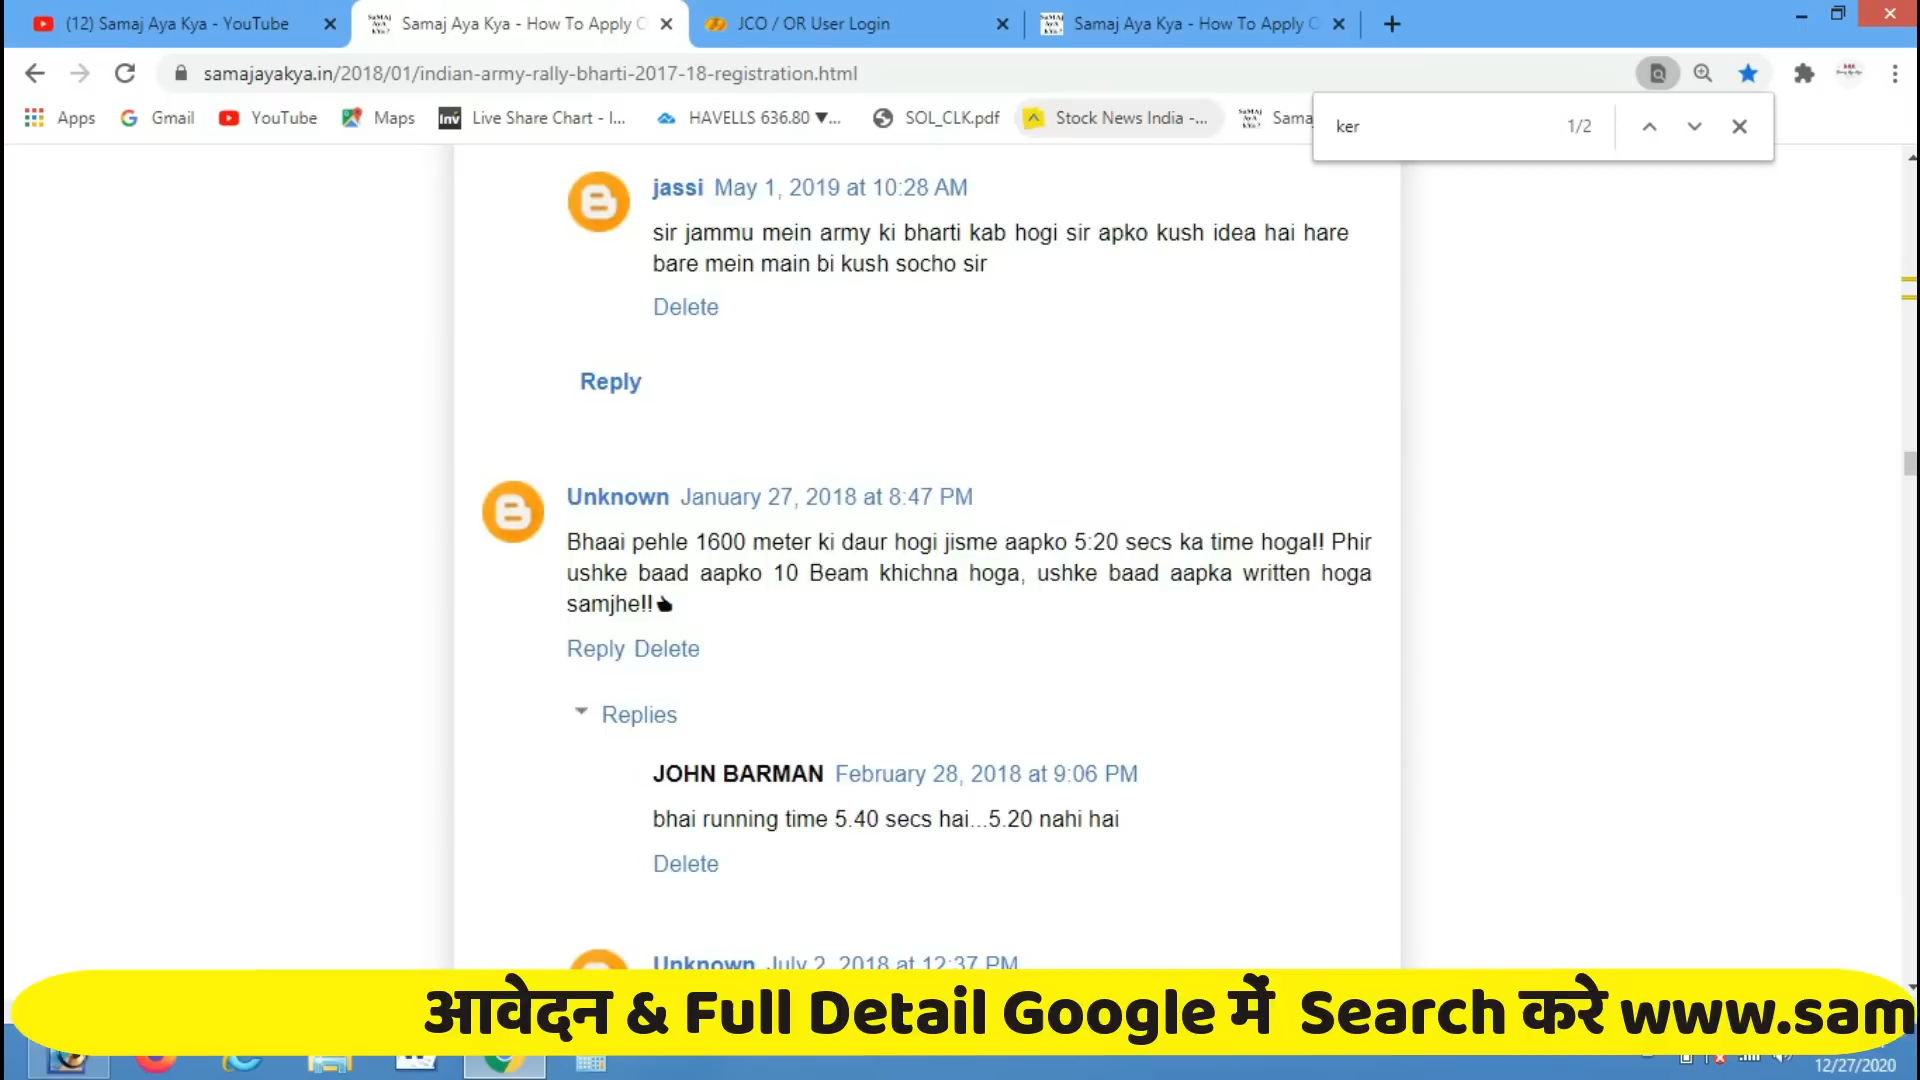 (12) Samaj Aya Kya - YouTube
Samaj Aya Kya - How To Apply O
JCO / OR User Login
Samaj Aya Kya - How To Apply O
samajayakya.in/2018/01/indian-army-rally-bharti-2017-18-registration.html
Apps
Gmail
YouTube
Maps
Inv
Live Share Chart - I...
HAVELLS 636.80 ▼...
SOL_CLK.pdf
Stock News India -...
Sama
ker
1/2
jassi May 1, 2019 at 10:28 AM
sir jammu mein army ki bharti kab hogi sir apko kush idea hai hare
bare mein main bi kush socho sir
Delete
Reply
Unknown January 27, 2018 at 8:47 PM
Bhaai pehle 1600 meter ki daur hogi jisme aapko 5:20 secs ka time hoga!! Phir
ushke baad aapko 10 Beam khichna hoga, ushke baad aapka written hoga
samjhe!!
Reply Delete
Replies
JOHN BARMAN February 28, 2018 at 9:06 PM
bhai running time 5.40 secs hai...5.20 nahi hai
Delete
Unknown July 2, 2018 at 12:37 PM
आवेदन & Full Detail Google में Search करे www.sam
12/27/2020